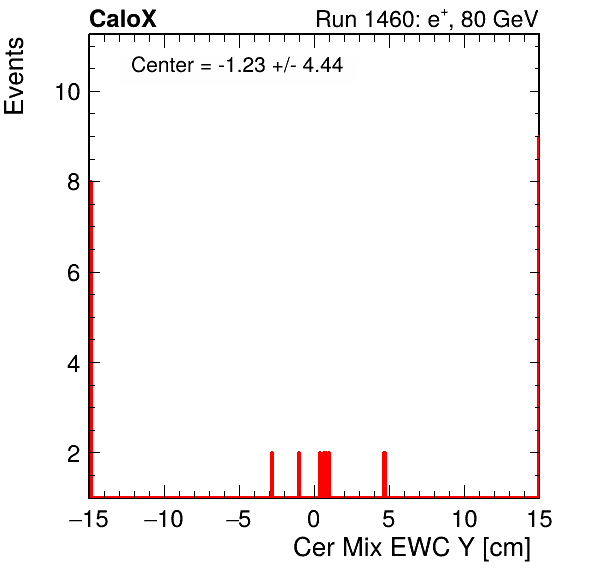 CaloX Run 1460: e+, 80 GeV
Center = -1.23 +/- 4.44
Events
10
8
6
4
2
−15 −10 −5 0 5 10 15
Cer Mix EWC Y [cm]